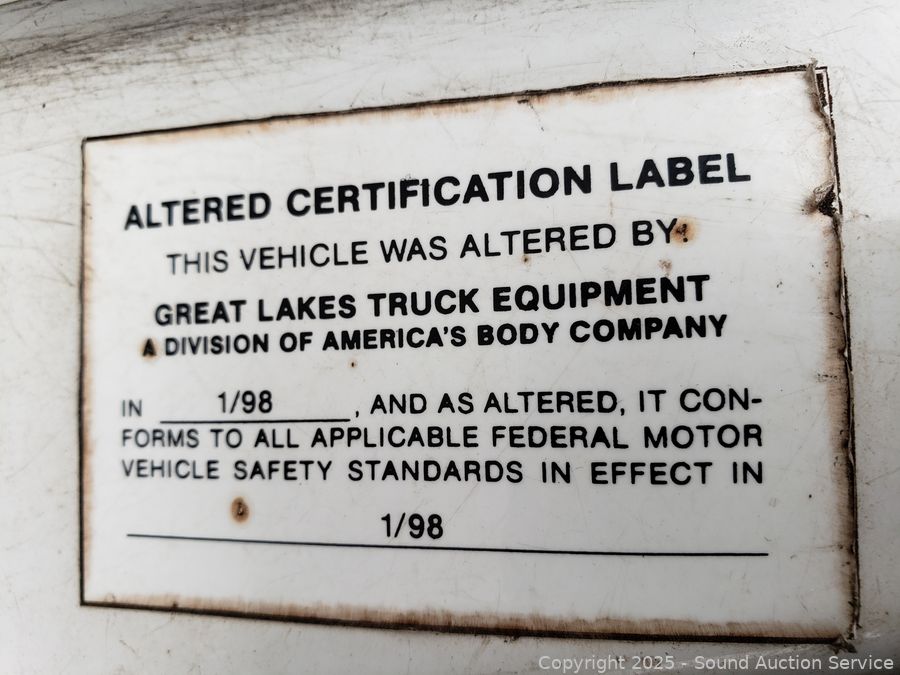 ALTERED CERTIFICATION LABEL
THIS VEHICLE WAS ALTERED BY:
GREAT LAKES TRUCK EQUIPMENT
A DIVISION OF AMERICA'S BODY COMPANY
IN 1/98, AND AS ALTERED, IT CON-
FORMS TO ALL APPLICABLE FEDERAL MOTOR
VEHICLE SAFETY STANDARDS IN EFFECT IN
1/98
Copyright 2025 - Sound Auction Service